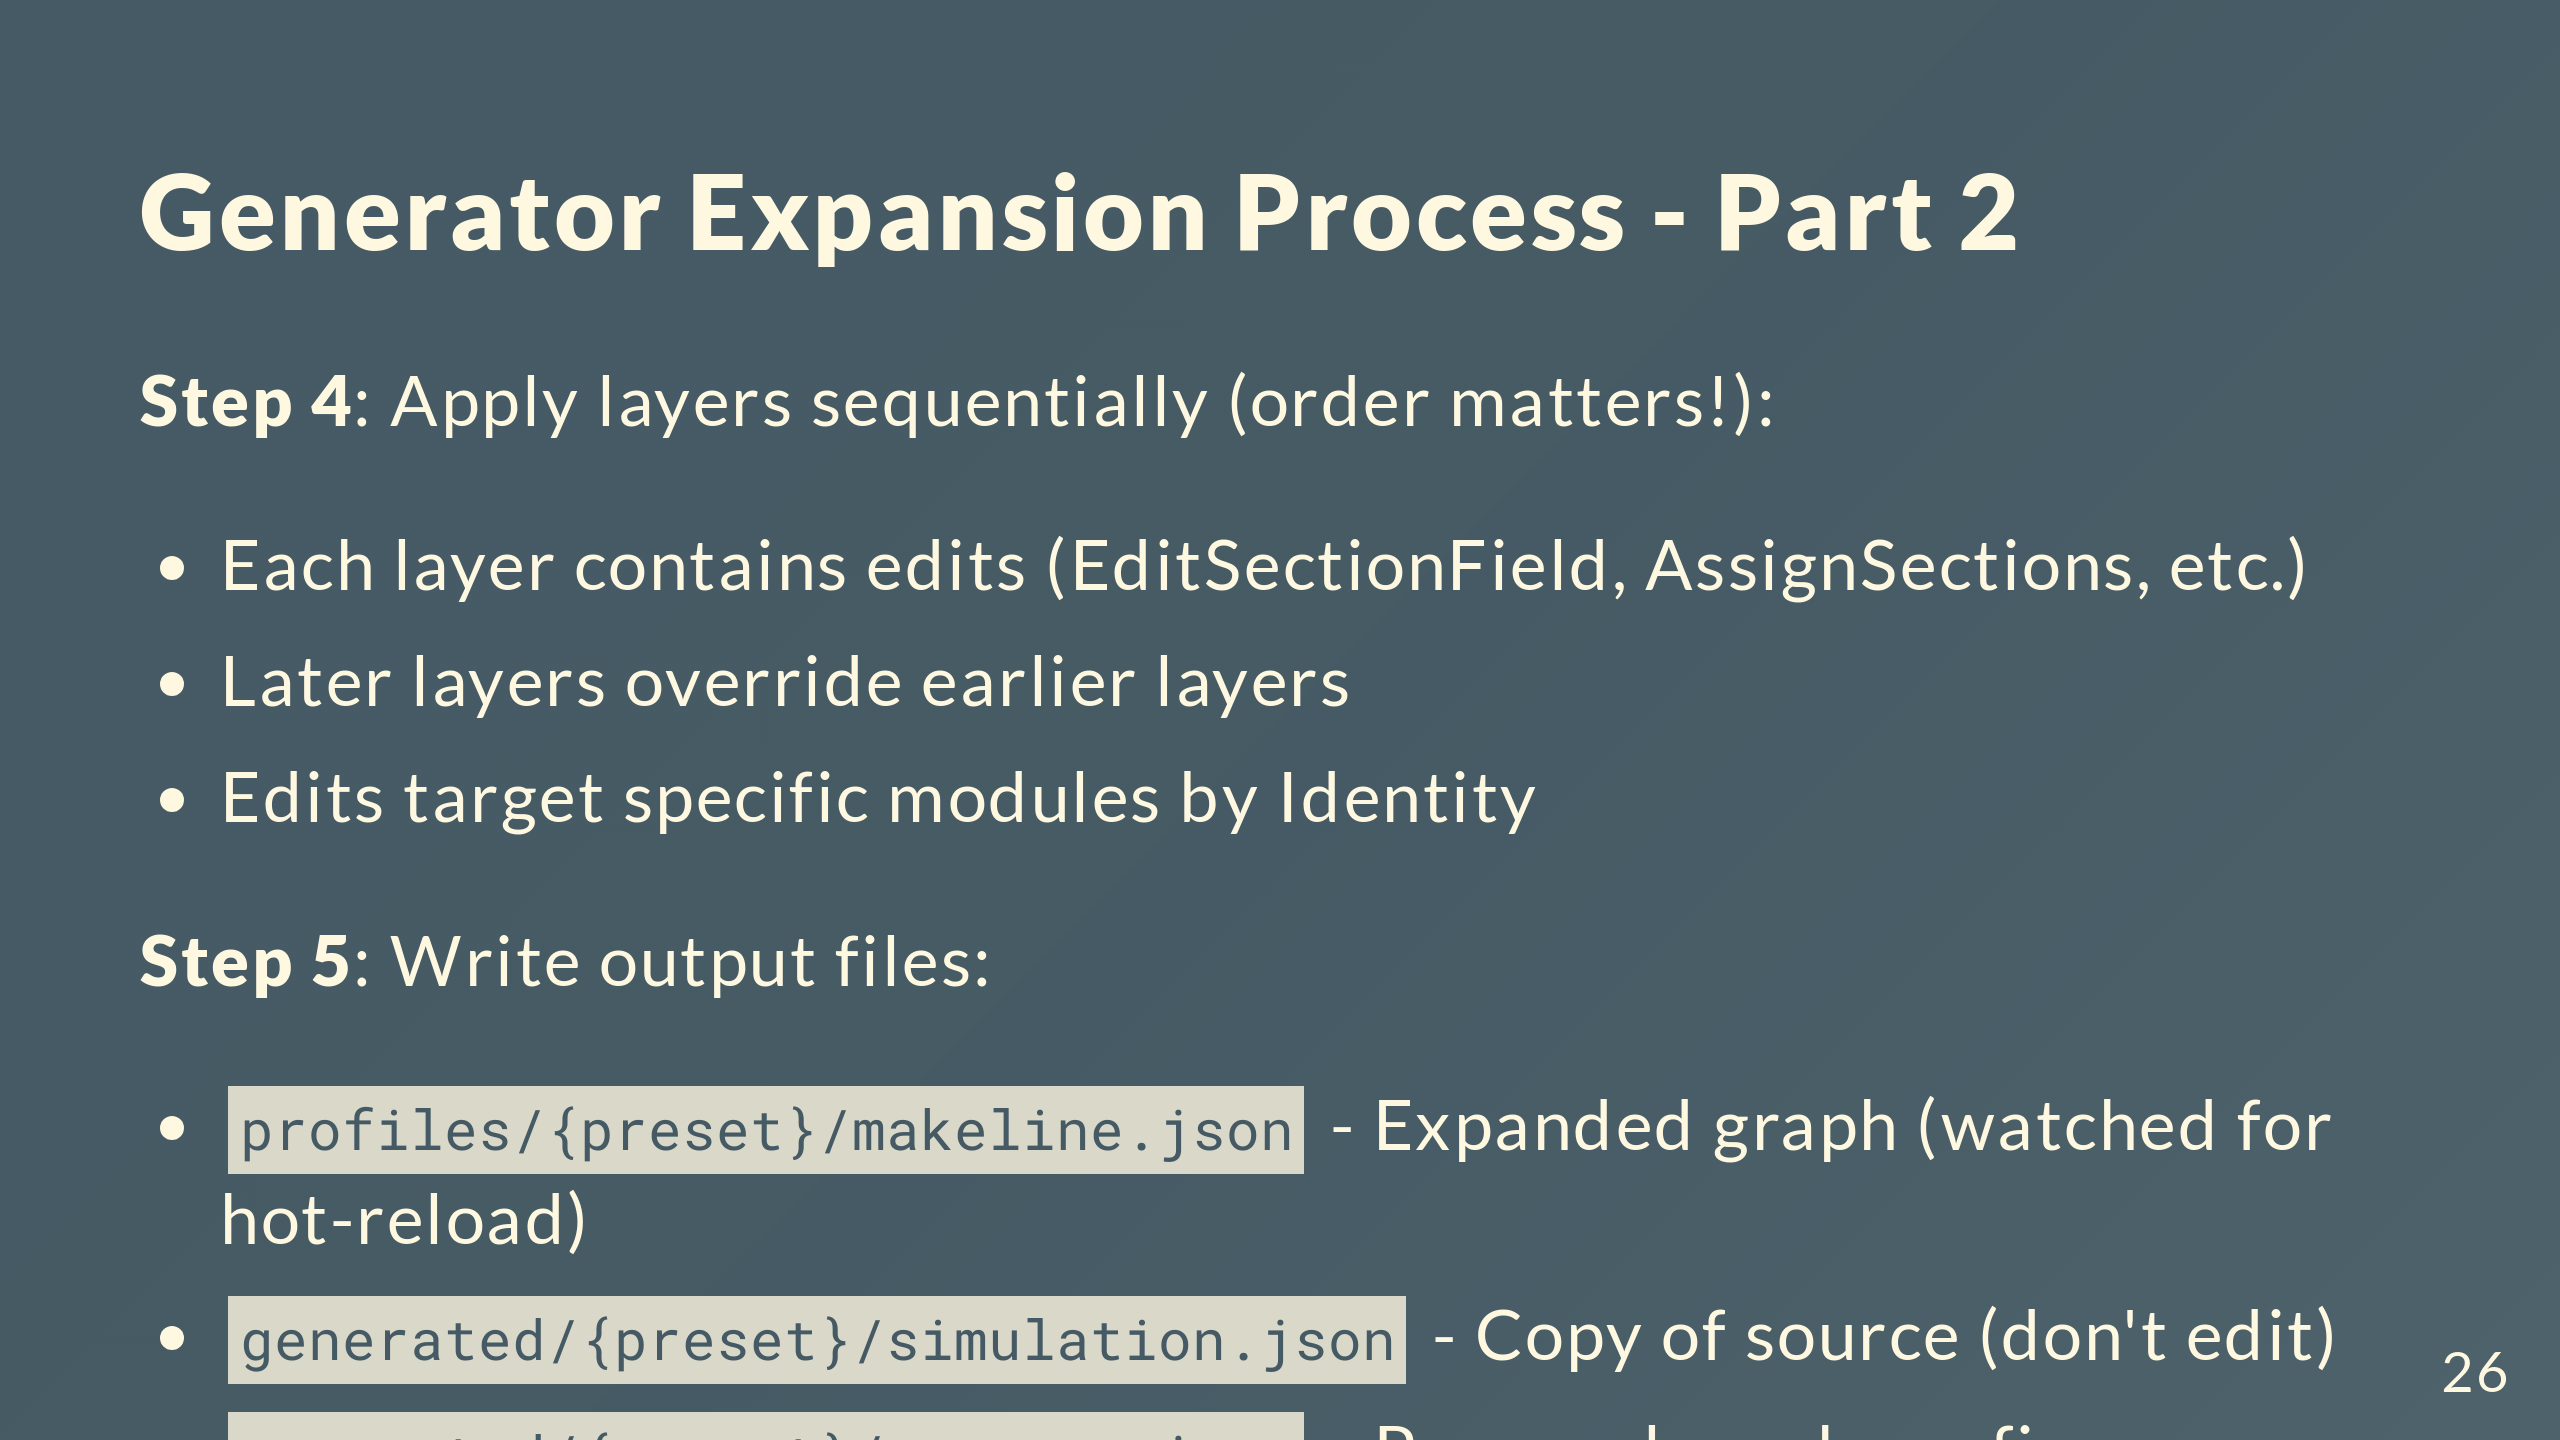 Generator Expansion Process - Part 2
Step 4: Apply layers sequentially (order matters!):
• Each layer contains edits (EditSectionField, AssignSections, etc.)
• Later layers override earlier layers
• Edits target specific modules by Identity
Step 5: Write output files:
• profiles/{preset}/makeline.json - Expanded graph (watched for
hot-reload)
• generated/{preset}/simulation.json - Copy of source (don't edit)
26